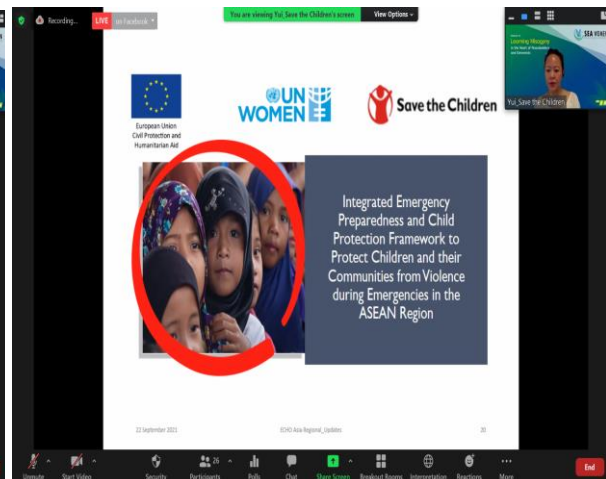 Recording...
LIVE on Facebook
You are viewing Yui_Save the Children's screen
View Options
European Union
Civil Protection and
Humanitarian Aid
UN
WOMEN
Save the Children
Integrated Emergency
Preparedness and Child
Protection Framework to
Protect Children and their
Communities from Violence
during Emergencies in the
ASEAN Region
22 September 2021
ECHO Asia Regional_Updates
20
Yui_Save the Children
Unmute
Start Video
Security
Participants
26
Polls
Chat
Share Screen
Breakout Rooms
Interpretation
Reactions
More
End